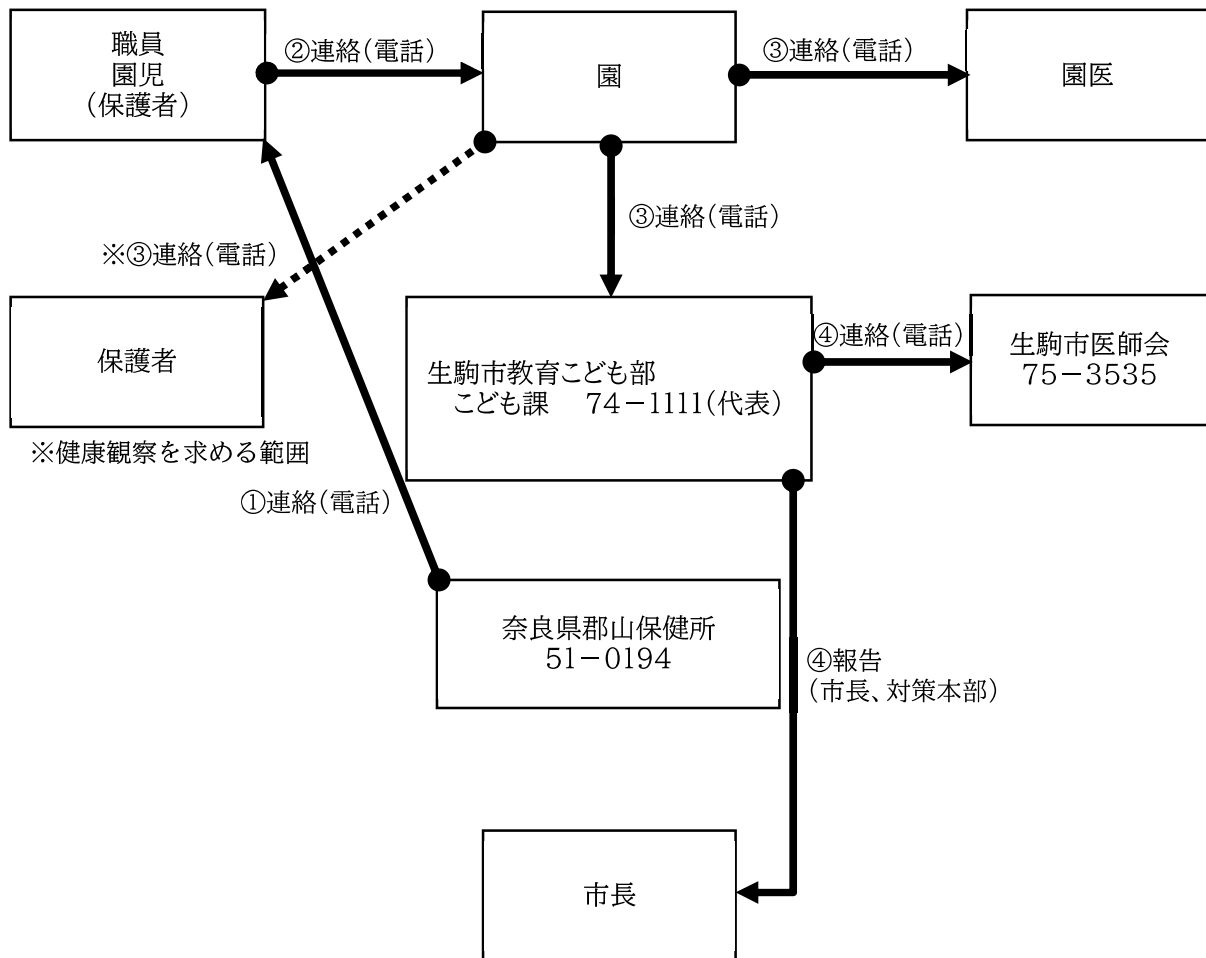 職員
園児
(保護者)
②連絡(電話)
園
③連絡(電話)
園医
③連絡(電話)
※③連絡(電話)
保護者
※健康観察を求める範囲
生駒市教育こども部
こども課 74-1111(代表)
④連絡(電話)
生駒市医師会
75-3535
①連絡(電話)
奈良県郡山保健所
51-0194
④報告
(市長、対策本部)
市長